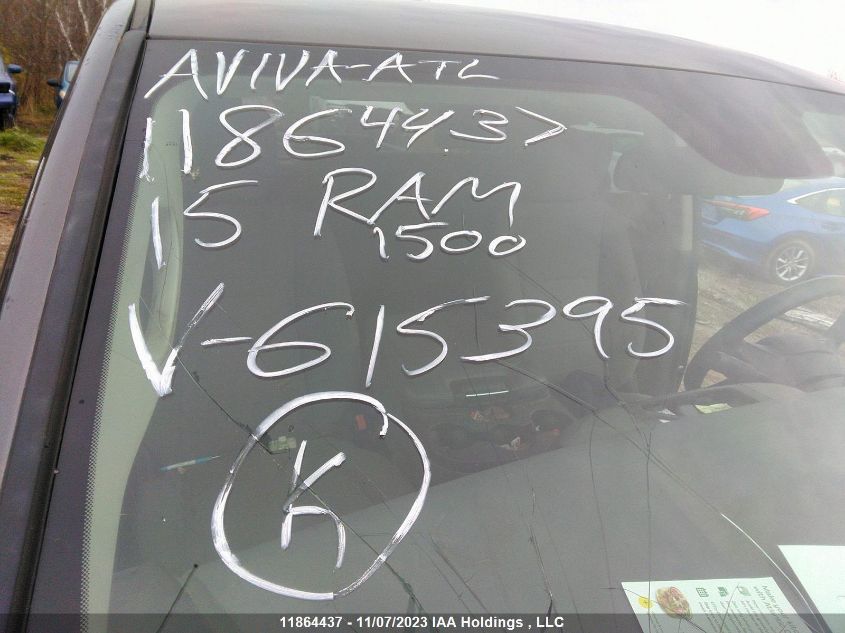 AVIVA-ATL
11864437
15 RAM
1500
V-615395
K
11864437 - 11/07/2023 IAA Holdings , LLC